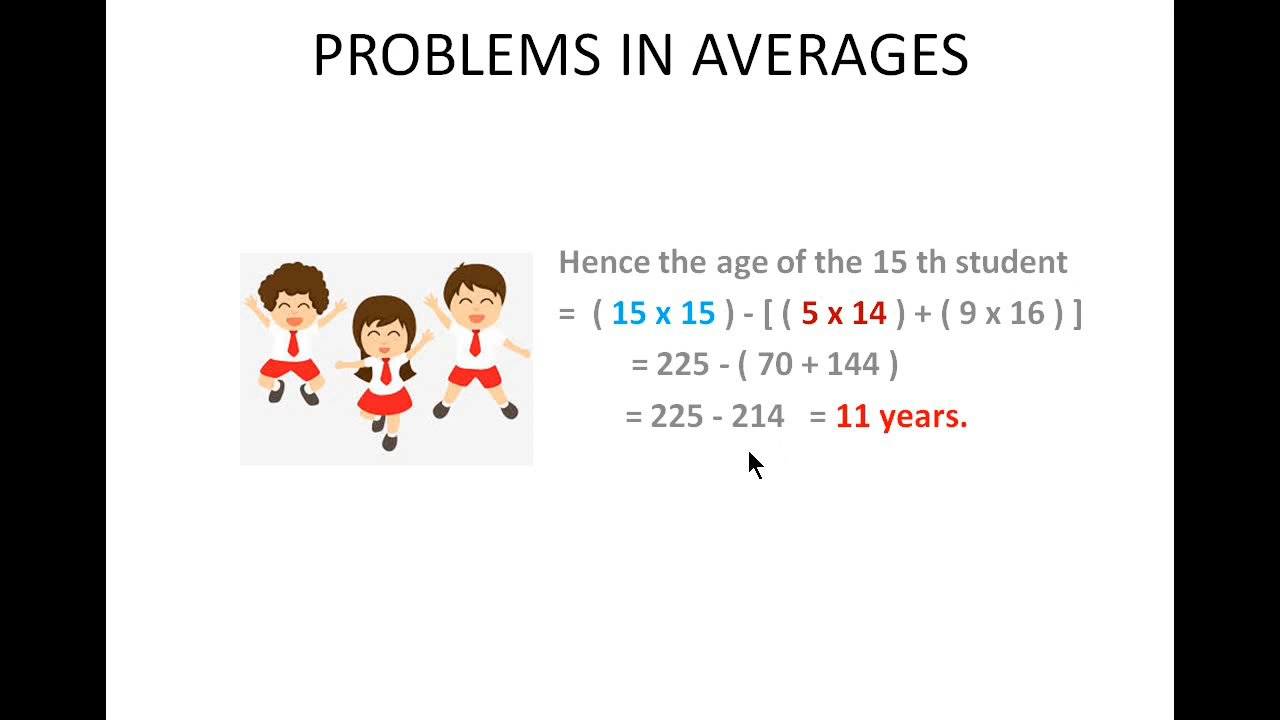 PROBLEMS IN AVERAGES
Hence the age of the 15 th student
= ( 15 x 15 ) - [ ( 5 x 14 ) + ( 9 x 16 ) ]
= 225 - ( 70 + 144 )
= 225 - 214 = 11 years.